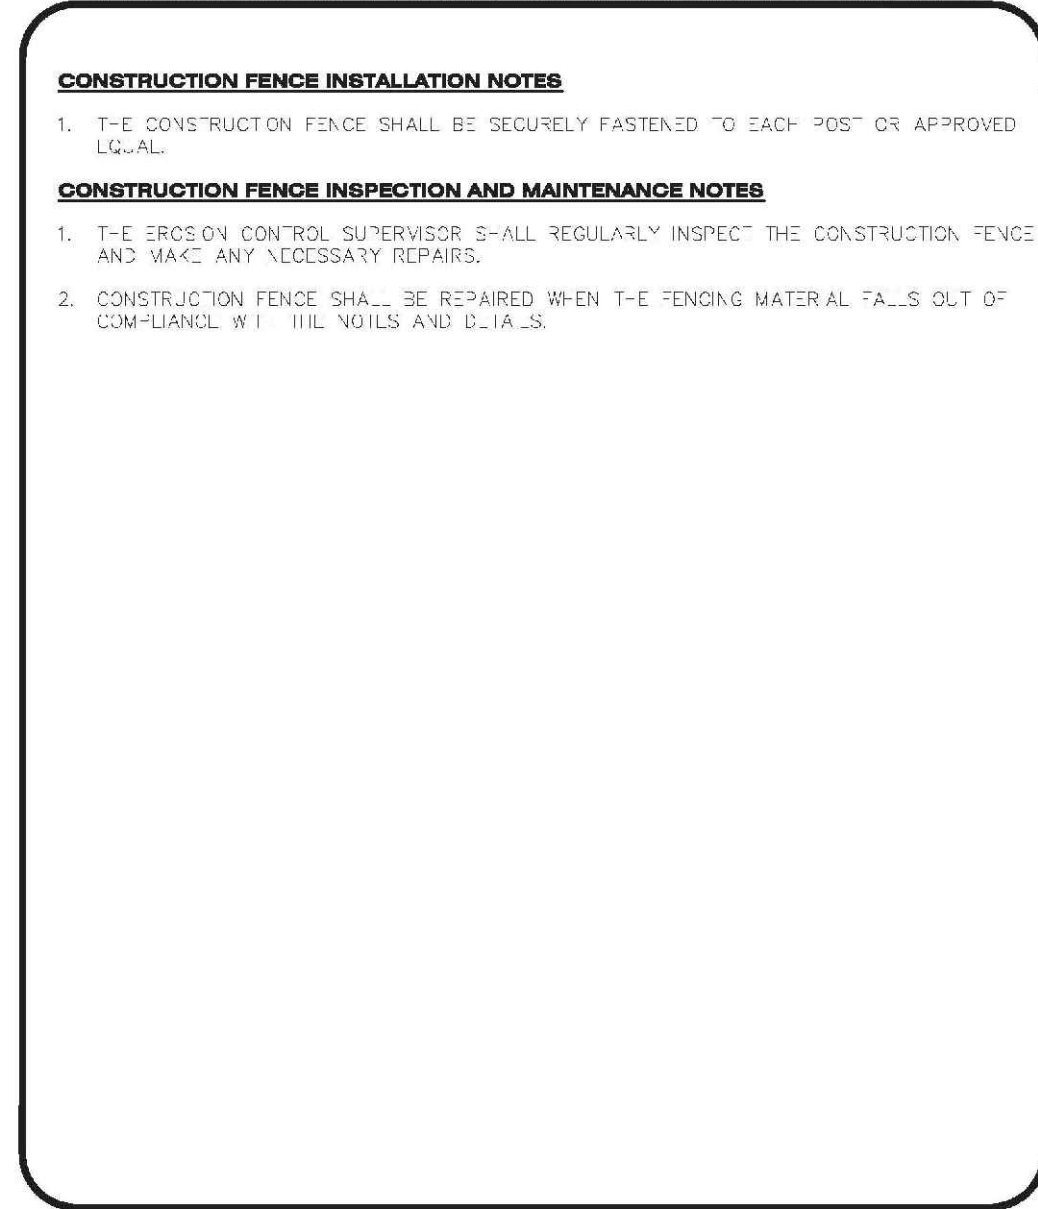 CONSTRUCTION FENCE INSTALLATION NOTES
1. THE CONSTRUCTION FENCE SHALL BE SECURELY FASTENED TO EACH POST OR APPROVED
EQUAL.
CONSTRUCTION FENCE INSPECTION AND MAINTENANCE NOTES
1. THE EROSION CONTROL SUPERVISOR SHALL REGULARLY INSPECT THE CONSTRUCTION FENCE
AND MAKE ANY NECESSARY REPAIRS.
2. CONSTRUCTION FENCE SHALL BE REPAIRED WHEN THE FENCING MATERIAL FALLS OUT OF
COMPLIANCE WITH THE NOTES AND DETAILS.